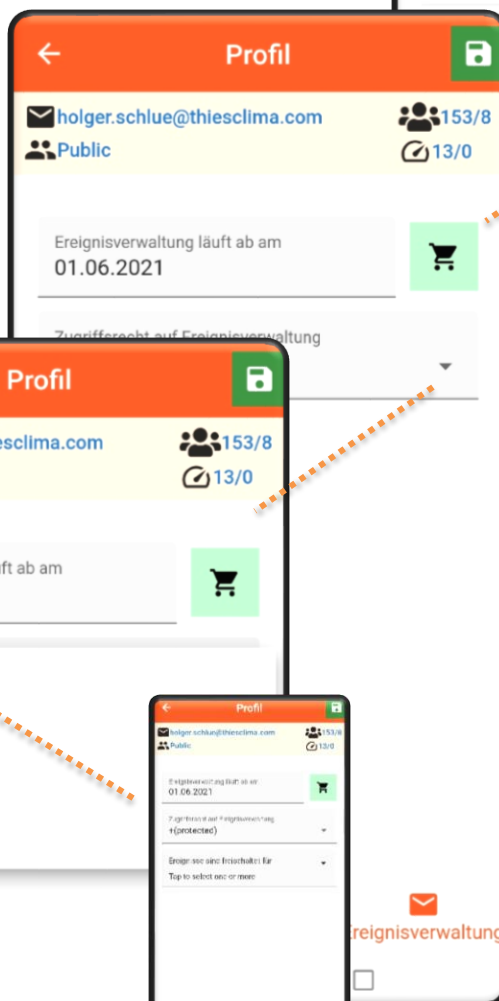 Profil
holger.schlue@thiesclima.com
153/8
Public
13/0
Ereignisverwaltung läuft ab am
01.06.2021
Zugriffsrecht auf Ereignisverwaltung
Profil
esclima.com
153/8
13/0
ft ab am
Profil
holger.schlue@thiesclima.com
153/8
Public
13/0
Ereignisverwaltung läuft ab am
01.06.2021
Zugriffsrecht auf Ereignisverwaltung
+(protected)
Ereignisse sind freischaltet für
Tap to select one or more
reignisverwaltung